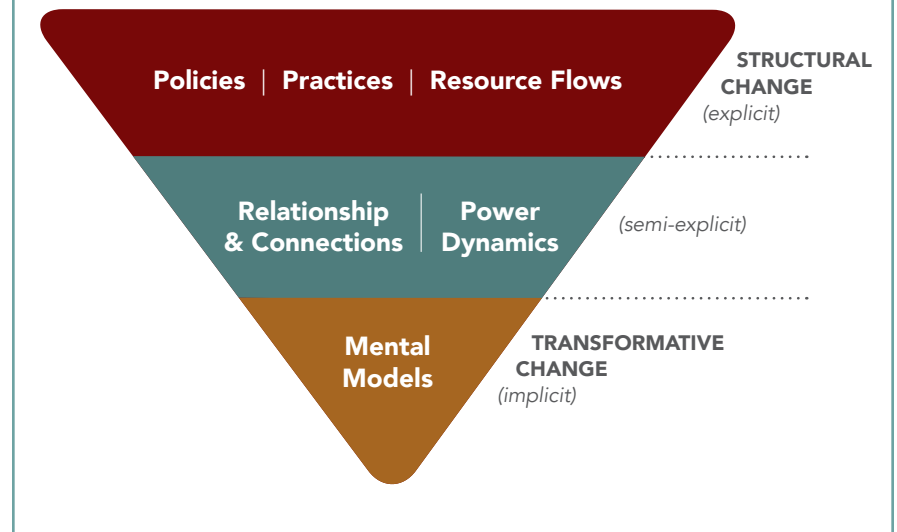 Policies | Practices | Resource Flows
STRUCTURAL
CHANGE
(explicit)
Relationship
& Connections
Power
Dynamics
(semi-explicit)
Mental
Models
TRANSFORMATIVE
CHANGE
(implicit)